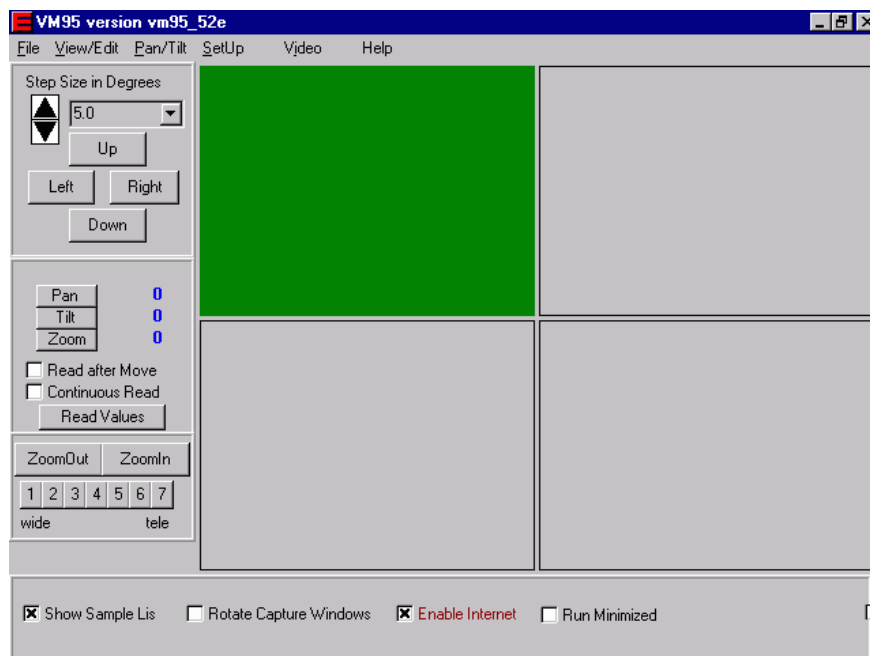 VM95 version vm95_52e
File View/Edit Pan/Tilt SetUp Video Help
Step Size in Degrees
5.0
Up
Left Right
Down
Pan 0
Tilt 0
Zoom 0
Read after Move
Continuous Read
Read Values
ZoomOut ZoomIn
1 2 3 4 5 6 7
wide tele
Show Sample Lis Rotate Capture Windows Enable Internet Run Minimized